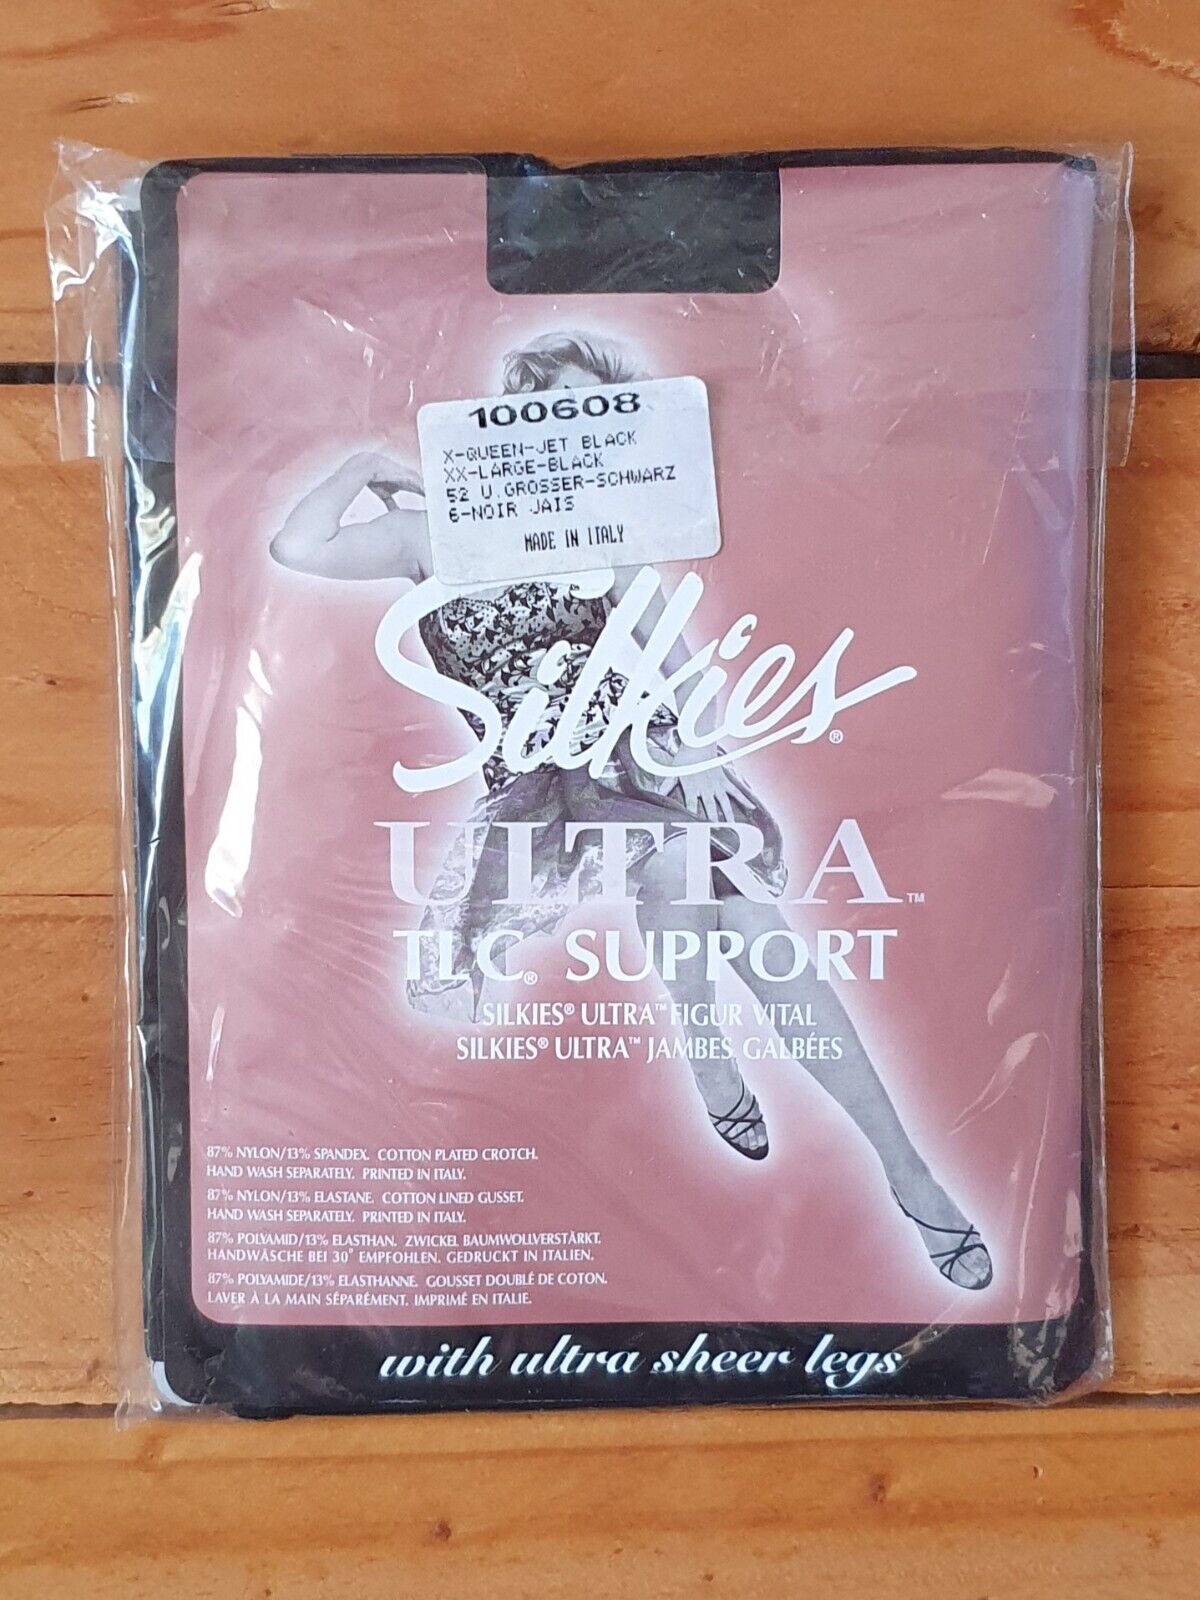 100608
X-QUEEN-JET BLACK
XX-LARGE-BLACK
52 U.GROSSER-SCHWARZ
6-NOIR JAIS
MADE IN ITALY
Silkies®
ULTRA™
TLC® SUPPORT
SILKIES® ULTRA™ FIGUR VITAL
SILKIES® ULTRA™ JAMBES GALBÉES
87% NYLON/13% SPANDEX. COTTON PLATED CROTCH.
HAND WASH SEPARATELY. PRINTED IN ITALY.
87% NYLON/13% ELASTANE. COTTON LINED GUSSET.
HAND WASH SEPARATELY. PRINTED IN ITALY.
87% POLYAMID/13% ELASTHAN. ZWICKEL BAUMWOLLVERSTÄRKT.
HANDWÄSCHE BEI 30° EMPFOHLEN. GEDRUCKT IN ITALIEN.
87% POLYAMIDE/13% ELASTHANNE. GOUSSET DOUBLÉ DE COTON.
LAVER À LA MAIN SÉPARÉMENT. IMPRIMÉ EN ITALIE.
with ultra sheer legs